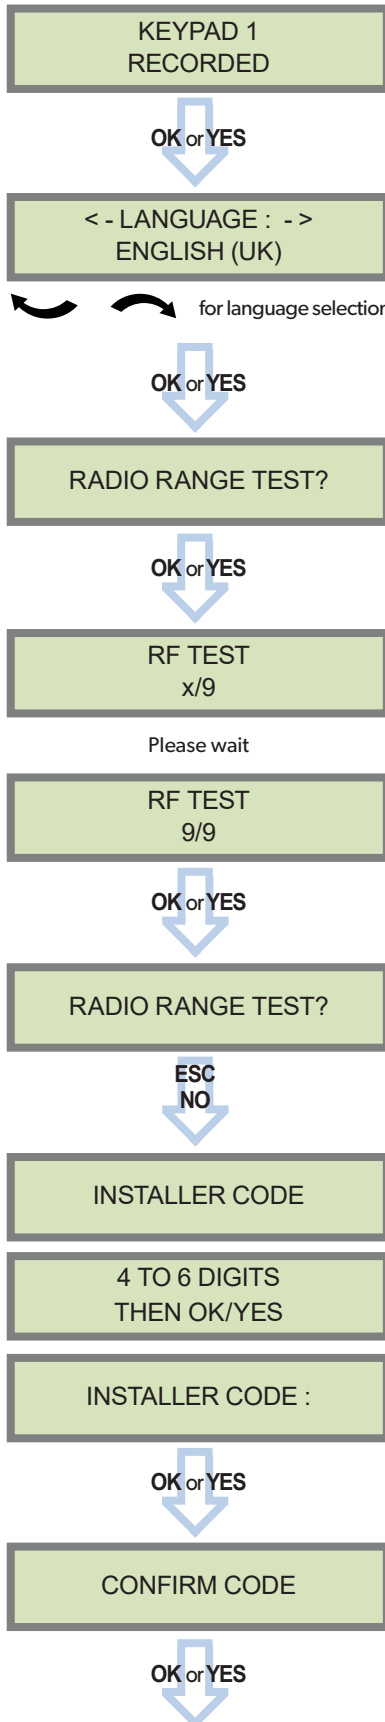 KEYPAD 1
RECORDED
OK or YES
< - LANGUAGE :  - >
ENGLISH (UK)
for language selection
OK or YES
RADIO RANGE TEST?
OK or YES
RF TEST
x/9
Please wait
RF TEST
9/9
OK or YES
RADIO RANGE TEST?
ESC
NO
INSTALLER CODE
4 TO 6 DIGITS
THEN OK/YES
INSTALLER CODE :
OK or YES
CONFIRM CODE
OK or YES